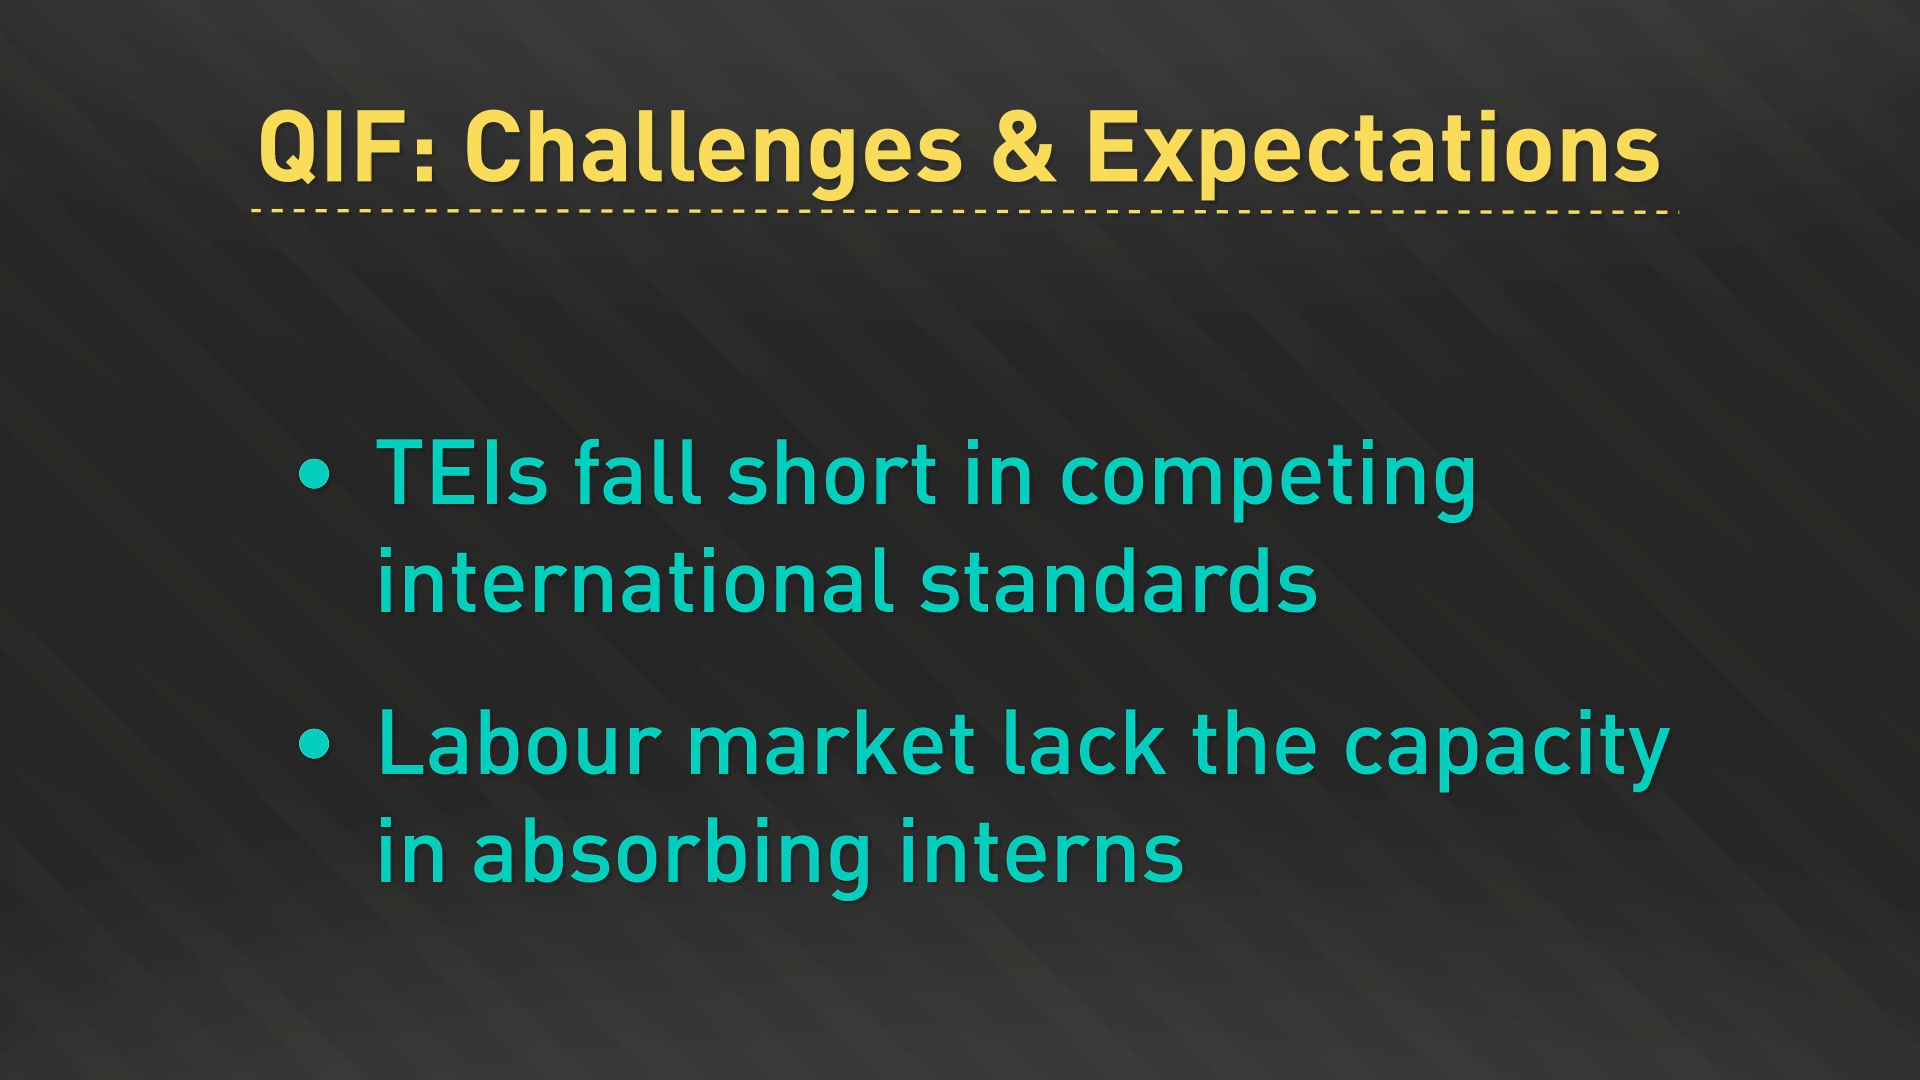 QIF: Challenges & Expectations
• TEIs fall short in competing
international standards
• Labour market lack the capacity
in absorbing interns